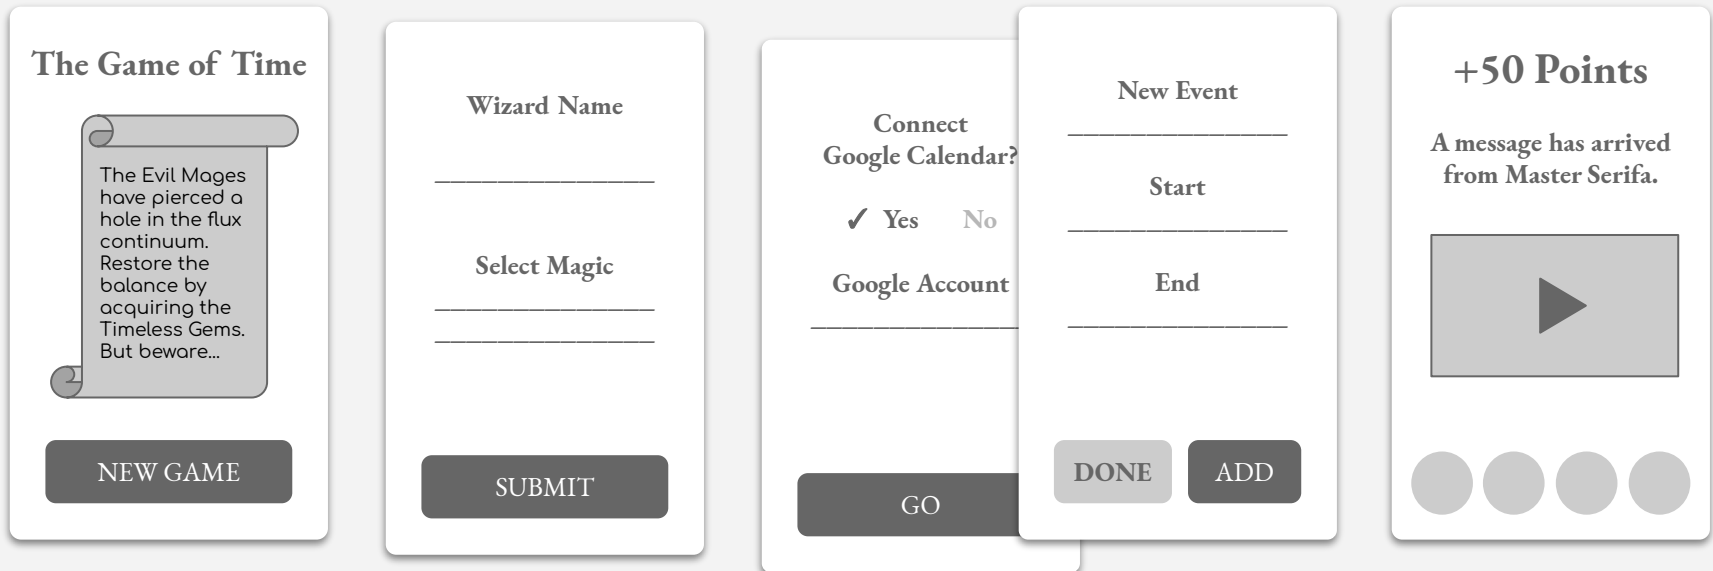 The Game of Time
The Evil Mages
have pierced a
hole in the flux
continuum.
Restore the
balance by
acquiring the
Timeless Gems.
But beware...
NEW GAME
Wizard Name
Select Magic
SUBMIT
Connect
Google Calendar?
✓ Yes No
Google Account
GO
New Event
Start
End
DONE ADD
+50 Points
A message has arrived
from Master Serifa.